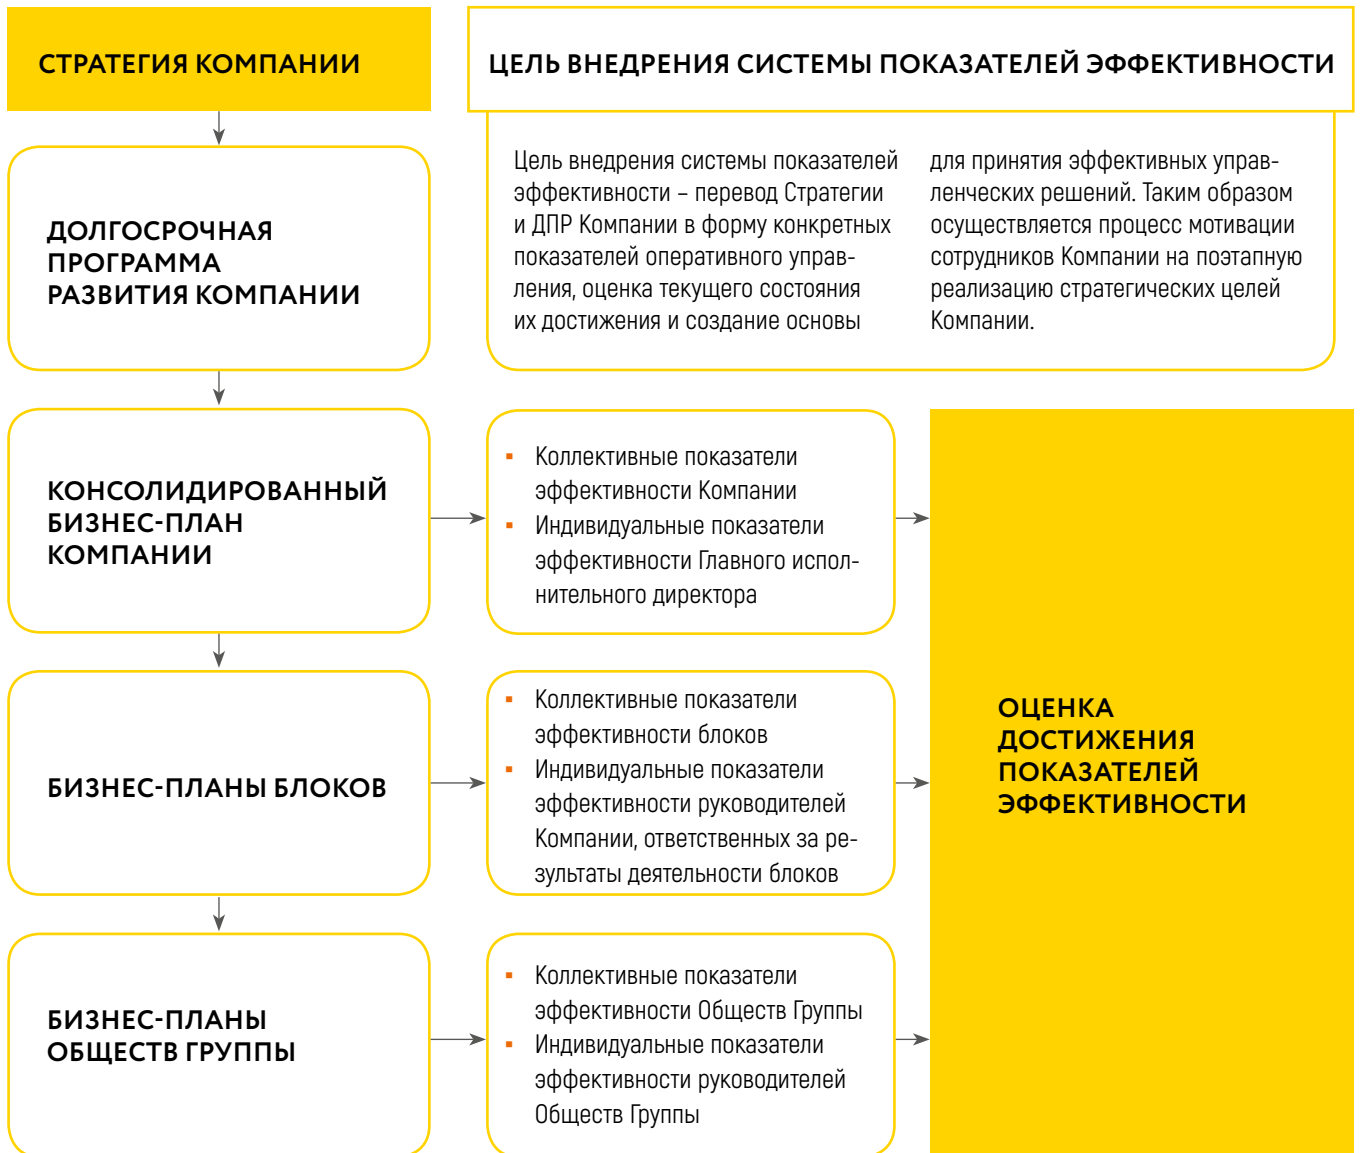 СТРАТЕГИЯ КОМПАНИИ
ЦЕЛЬ ВНЕДРЕНИЯ СИСТЕМЫ ПОКАЗАТЕЛЕЙ ЭФФЕКТИВНОСТИ
Цель внедрения системы показателей
эффективности – перевод Стратегии
и ДПР Компании в форму конкретных
показателей оперативного управ-
ления, оценка текущего состояния
их достижения и создание основы
для принятия эффективных управ-
ленческих решений. Таким образом
осуществляется процесс мотивации
сотрудников Компании на поэтапную
реализацию стратегических целей
Компании.
ДОЛГОСРОЧНАЯ
ПРОГРАММА
РАЗВИТИЯ КОМПАНИИ
КОНСОЛИДИРОВАННЫЙ
БИЗНЕС-ПЛАН
КОМПАНИИ
▪ Коллективные показатели
эффективности Компании
▪ Индивидуальные показатели
эффективности Главного испол-
нительного директора
БИЗНЕС-ПЛАНЫ БЛОКОВ
▪ Коллективные показатели
эффективности блоков
▪ Индивидуальные показатели
эффективности руководителей
Компании, ответственных за ре-
зультаты деятельности блоков
БИЗНЕС-ПЛАНЫ
ОБЩЕСТВ ГРУППЫ
▪ Коллективные показатели
эффективности Обществ Группы
▪ Индивидуальные показатели
эффективности руководителей
Обществ Группы
ОЦЕНКА
ДОСТИЖЕНИЯ
ПОКАЗАТЕЛЕЙ
ЭФФЕКТИВНОСТИ